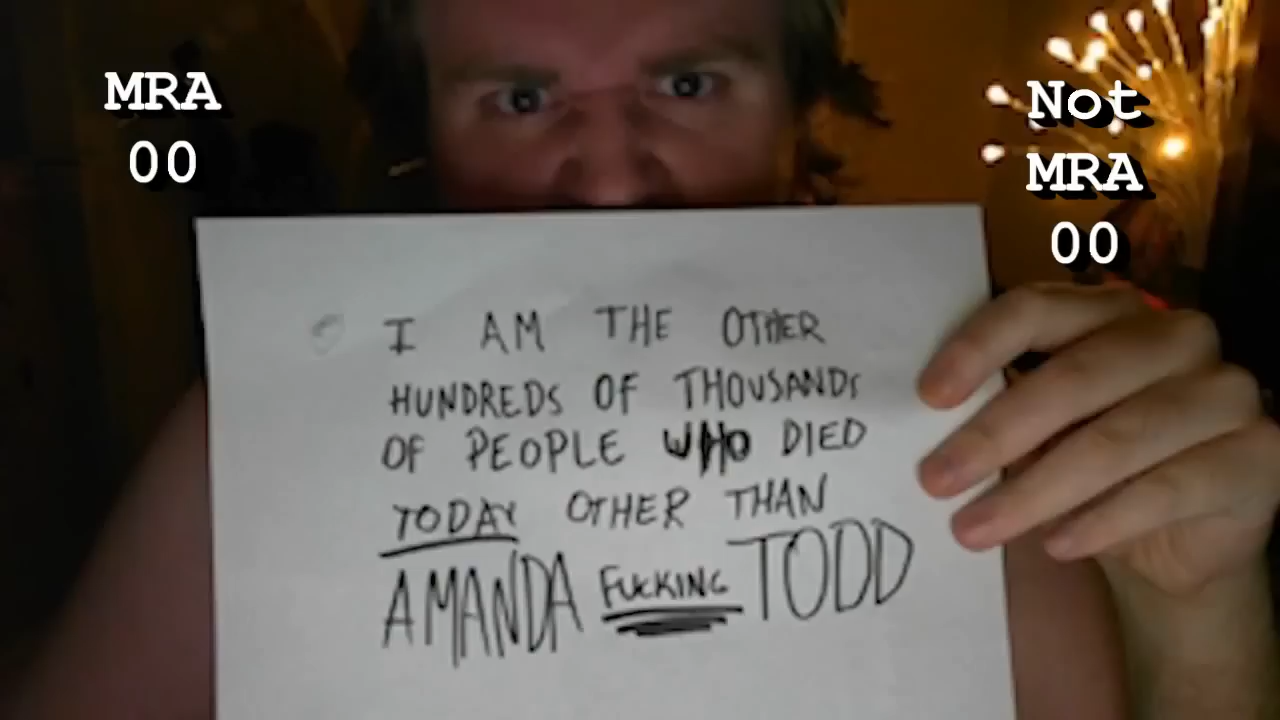 MRA
00
Not
MRA
00
I AM THE OTHER
HUNDREDS OF THOUSANDS
OF PEOPLE WHO DIED
TODAY OTHER THAN
AMANDA FUCKING TODD